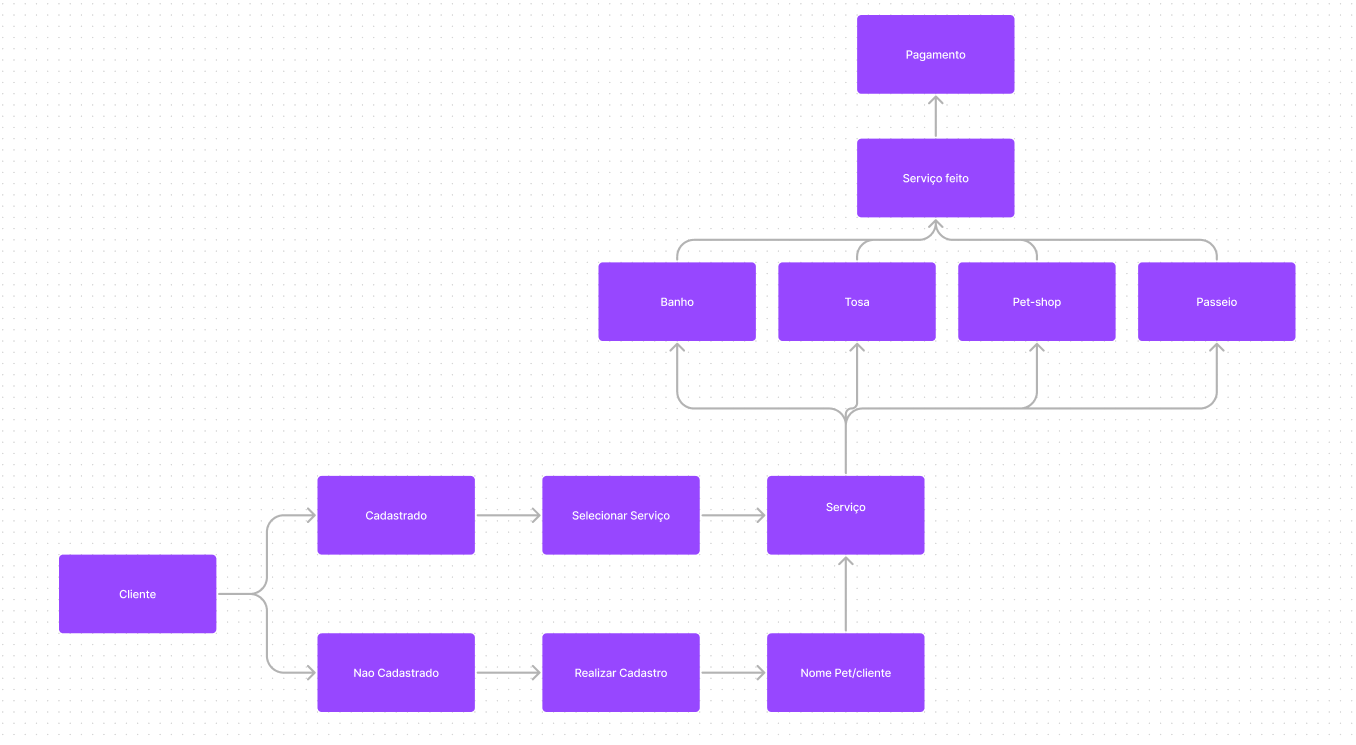 Pagamento
Serviço feito
Banho
Tosa
Pet-shop
Passeio
Cadastrado
Selecionar Serviço
Serviço
Cliente
Nao Cadastrado
Realizar Cadastro
Nome Pet/cliente